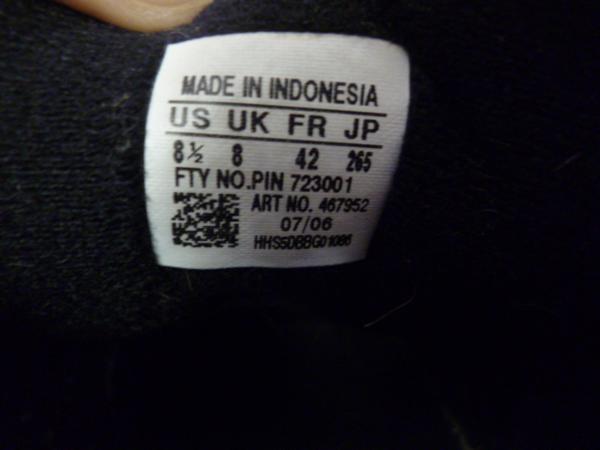 MADE IN INDONESIA
US UK FR JP
8½ 8 42 265
FTY NO.PIN 723001
ART NO. 467952
07/06
HHS5DBBG01086